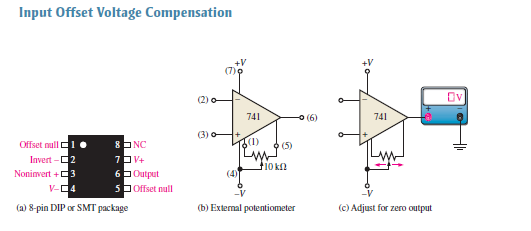 Input Offset Voltage Compensation
Offset null 1 8 NC
Invert – 2 7 V+
Noninvert + 3 6 Output
V– 4 5 Offset null
(a) 8-pin DIP or SMT package
+V
(7)
(2)
–
741
(6)
(3)
+
(1)
(5)
10 kΩ
(4)
–V
(b) External potentiometer
+V
–
741
+
–V
0 V
+ –
(c) Adjust for zero output